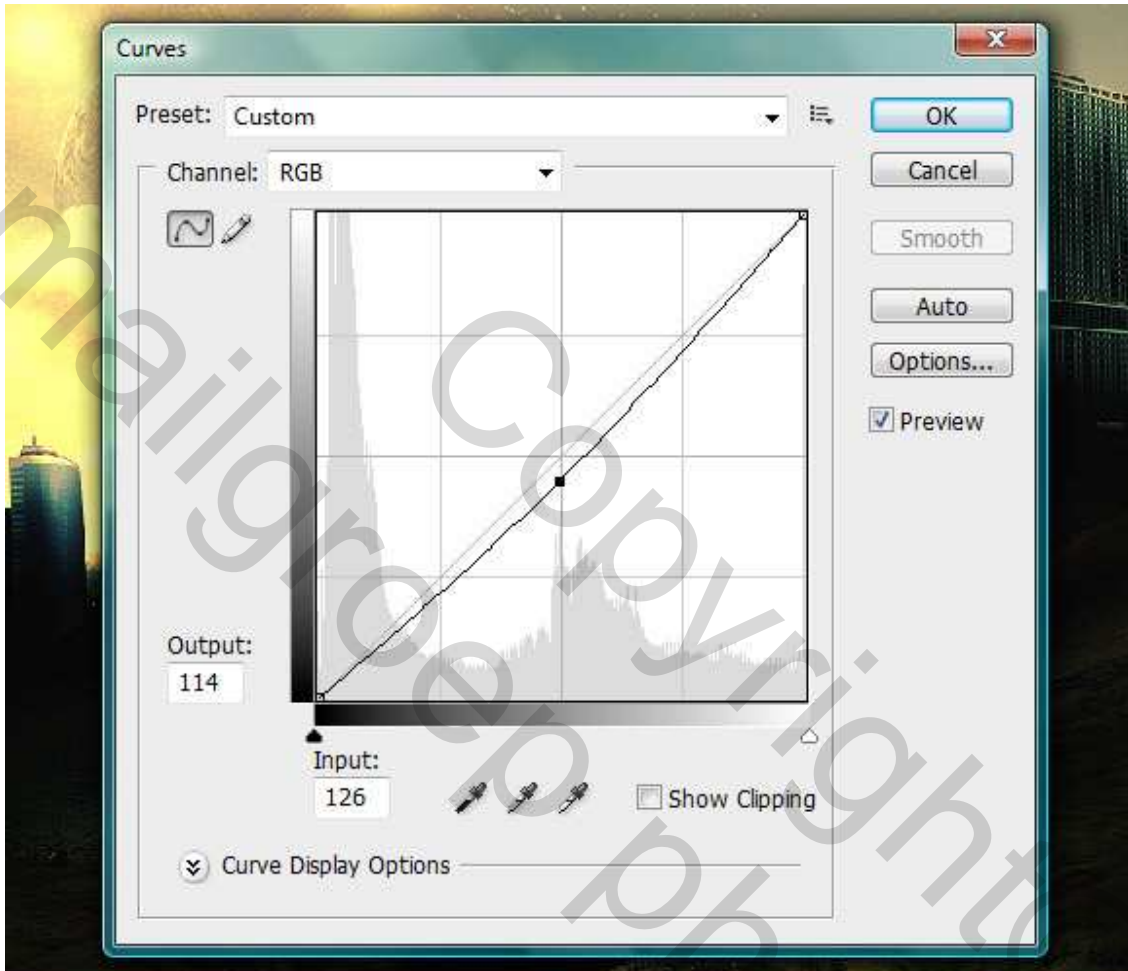 Curves
Preset: Custom
OK
Channel: RGB
Cancel
Smooth
Auto
Options...
Preview
Output:
114
Input:
126
Show Clipping
Curve Display Options
Copyright
mailgroep